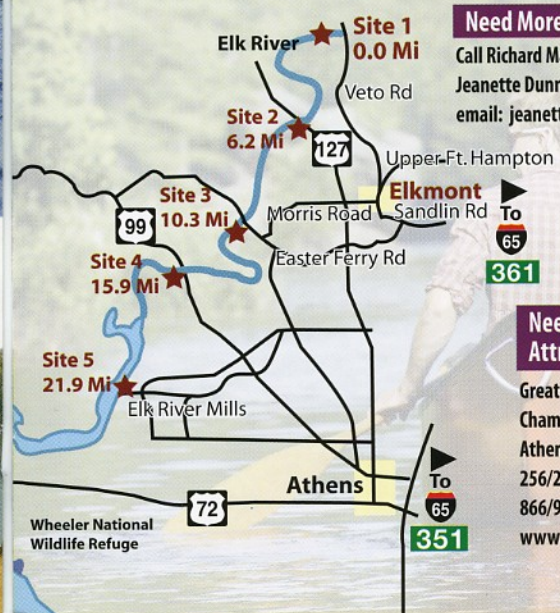 Site 1
0.0 Mi
Elk River
Need More
Call Richard M
Jeanette Dunn
email: jeanett
Veto Rd
Site 2
6.2 Mi
127
Upper Ft. Hampton
Elkmont
Site 3
10.3 Mi
Morris Road
Sandlin Rd
To
65
361
99
Easter Ferry Rd
Site 4
15.9 Mi
Nee
Attr
Site 5
21.9 Mi
Elk River Mills
Great
Cham
Ather
256/2
866/9
www
Athens
To
65
351
72
Wheeler National
Wildlife Refuge